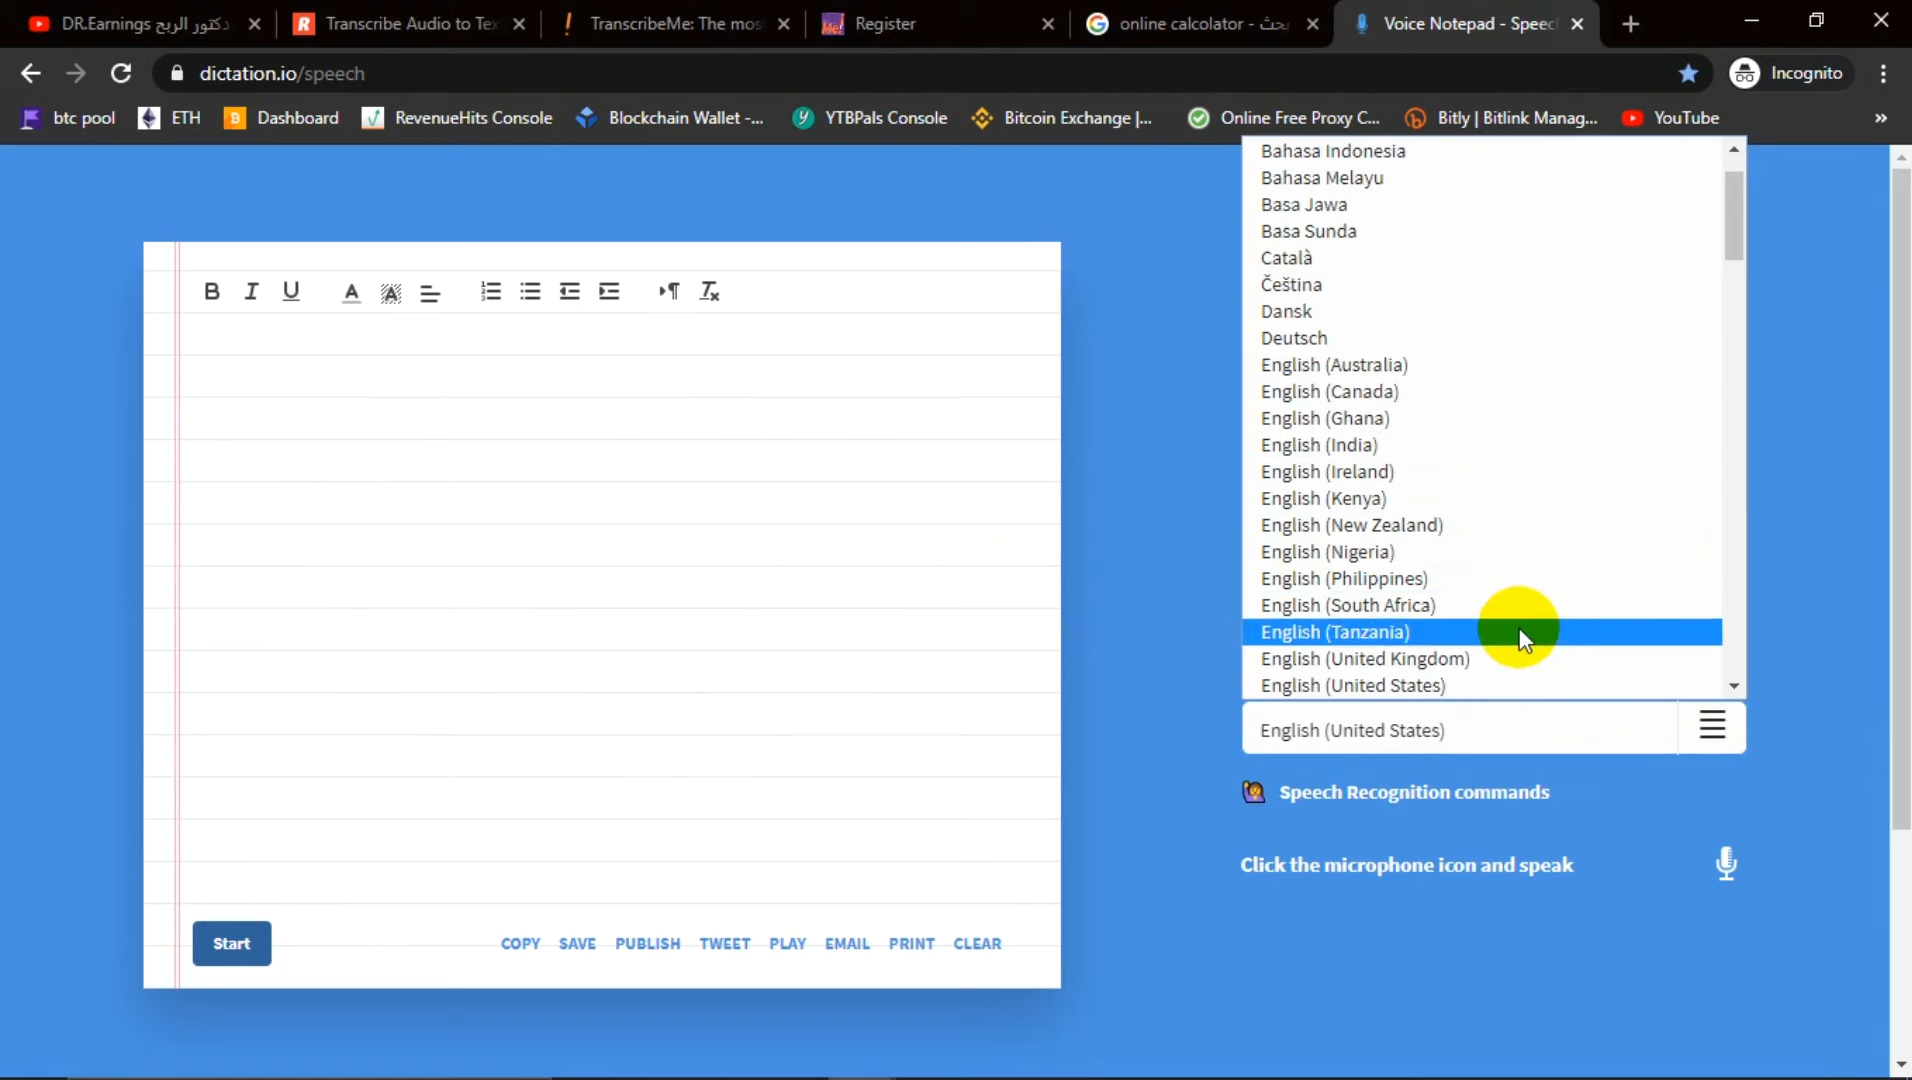 DR.Earnings دكتور الربح
Transcribe Audio to Tex
TranscribeMe: The mos
Register
online calcolator - بحث
Voice Notepad - Speech
dictation.io/speech
Incognito
btc pool
ETH
Dashboard
RevenueHits Console
Blockchain Wallet -...
YTBPals Console
Bitcoin Exchange |...
Online Free Proxy C...
Bitly | Bitlink Manag...
YouTube
»
Bahasa Indonesia
Bahasa Melayu
Basa Jawa
Basa Sunda
Català
Čeština
Dansk
Deutsch
English (Australia)
English (Canada)
English (Ghana)
English (India)
English (Ireland)
English (Kenya)
English (New Zealand)
English (Nigeria)
English (Philippines)
English (South Africa)
English (Tanzania)
English (United Kingdom)
English (United States)
English (United States)
Speech Recognition commands
Click the microphone icon and speak
Start
COPY SAVE PUBLISH TWEET PLAY EMAIL PRINT CLEAR